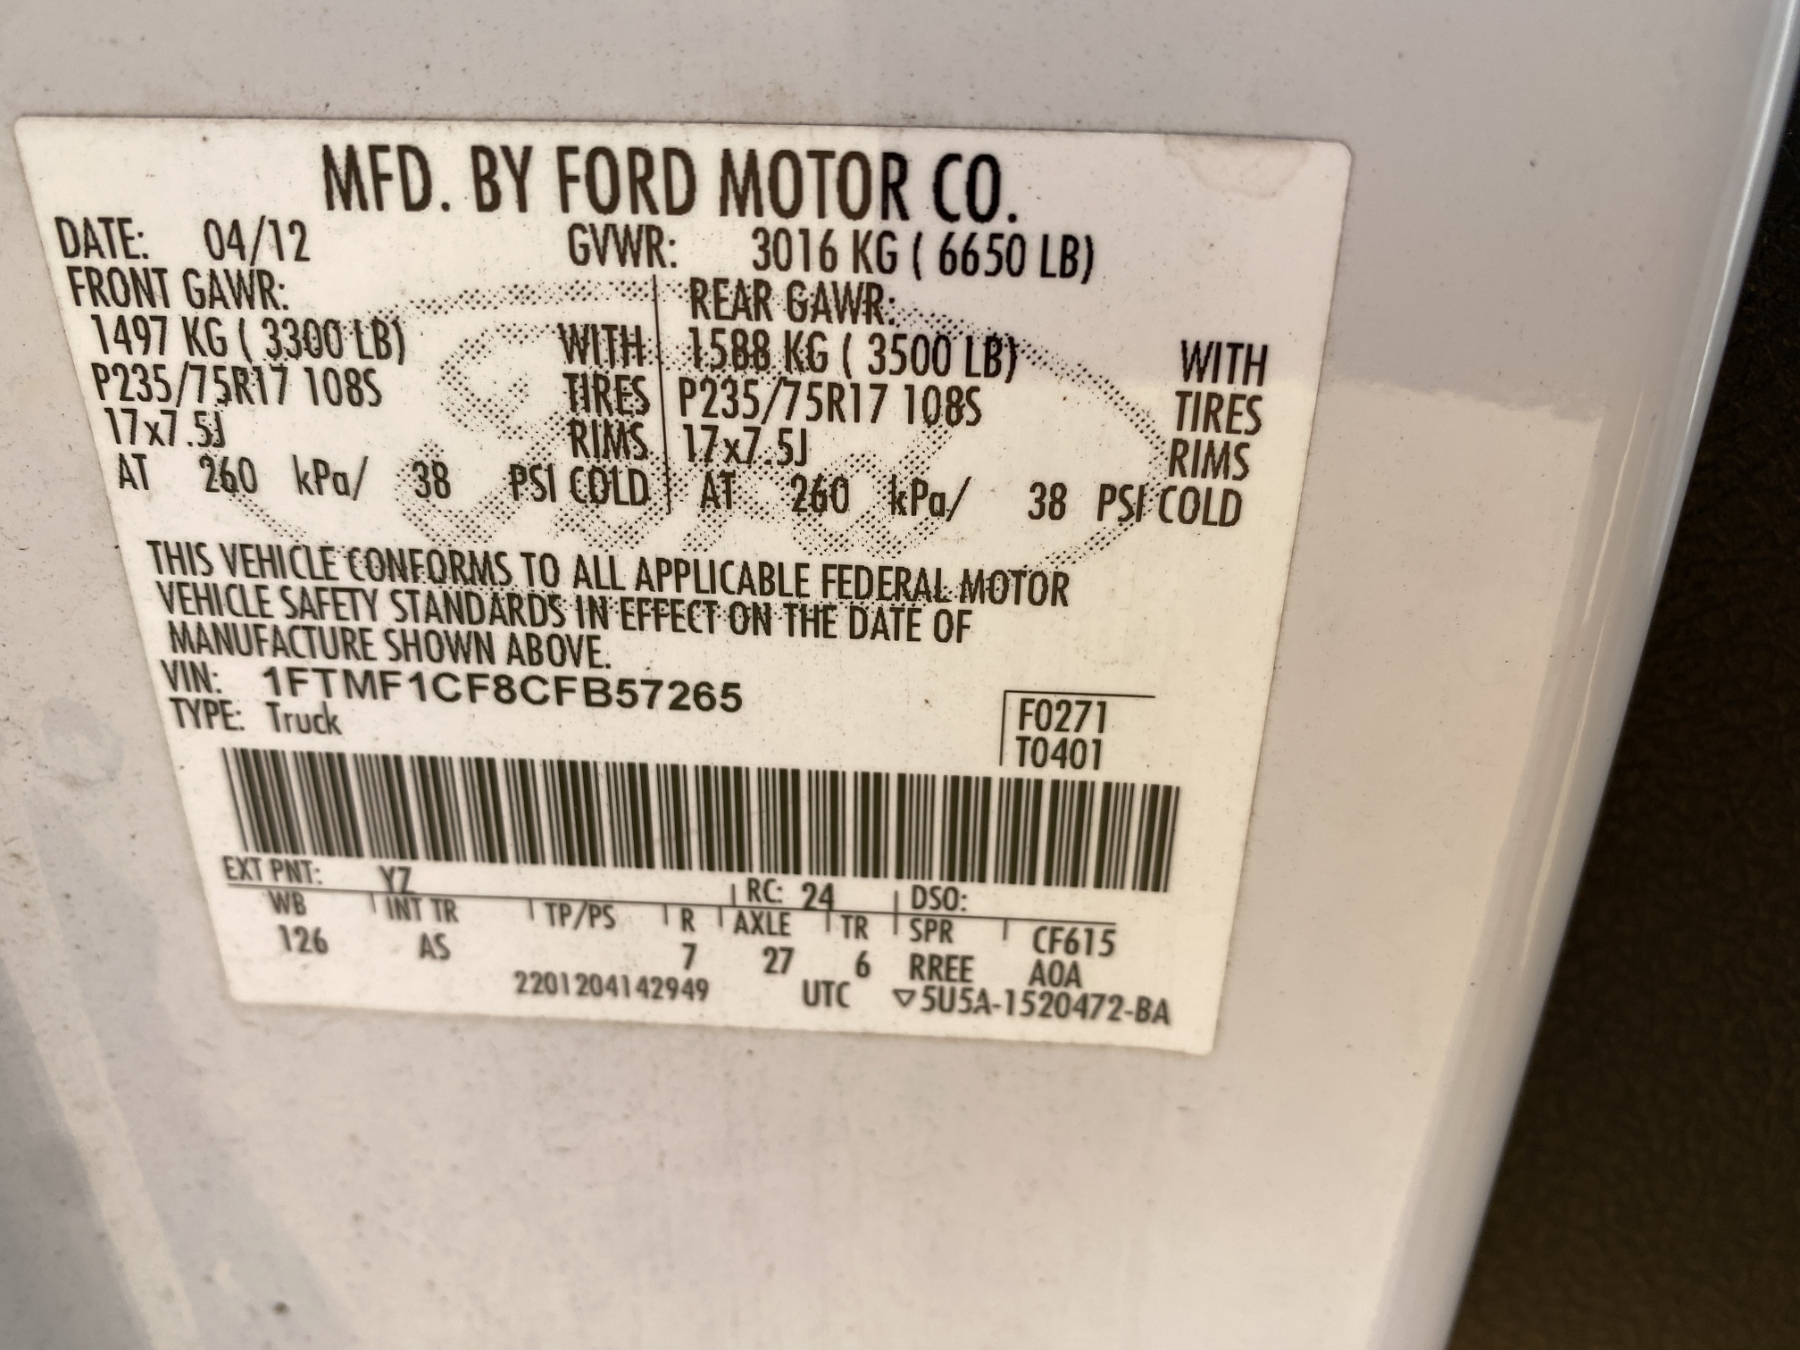 MFD. BY FORD MOTOR CO.
DATE: 04/12 GVWR: 3016 KG ( 6650 LB)
FRONT GAWR: REAR GAWR:
1497 KG ( 3300 LB) WITH 1588 KG ( 3500 LB) WITH
P235/75R17 108S TIRES P235/75R17 108S TIRES
17x7.5J RIMS 17x7.5J RIMS
AT 260 kPa/ 38 PSI COLD AT 260 kPa/ 38 PSI COLD
THIS VEHICLE CONFORMS TO ALL APPLICABLE FEDERAL MOTOR
VEHICLE SAFETY STANDARDS IN EFFECT ON THE DATE OF
MANUFACTURE SHOWN ABOVE.
VIN: 1FTMF1CF8CFB57265
TYPE: Truck
F0271
T0401
EXT PNT: YZ RC: 24 DSO:
WB INT TR TP/PS R AXLE TR SPR CF615
126 AS 7 27 6 RREE A0A
2201204142949 UTC ▽5U5A-1520472-BA